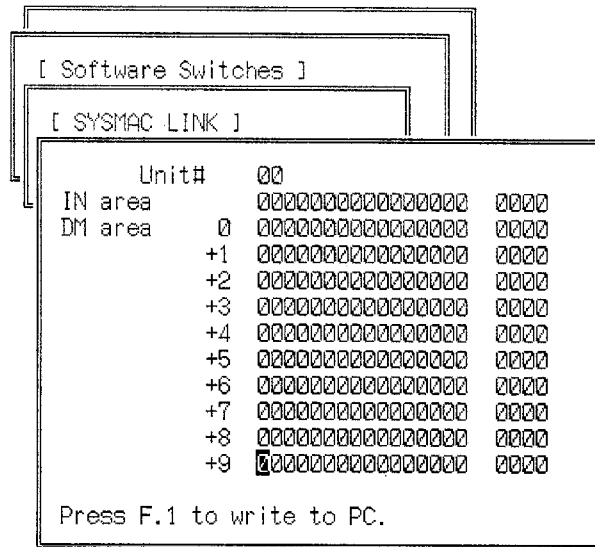 [ Software Switches ]
[ SYSMAC LINK ]
Unit# 00
IN area 0000000000000000 0000
DM area 0 0000000000000000 0000
+1 0000000000000000 0000
+2 0000000000000000 0000
+3 0000000000000000 0000
+4 0000000000000000 0000
+5 0000000000000000 0000
+6 0000000000000000 0000
+7 0000000000000000 0000
+8 0000000000000000 0000
+9 0000000000000000 0000
Press F.1 to write to PC.